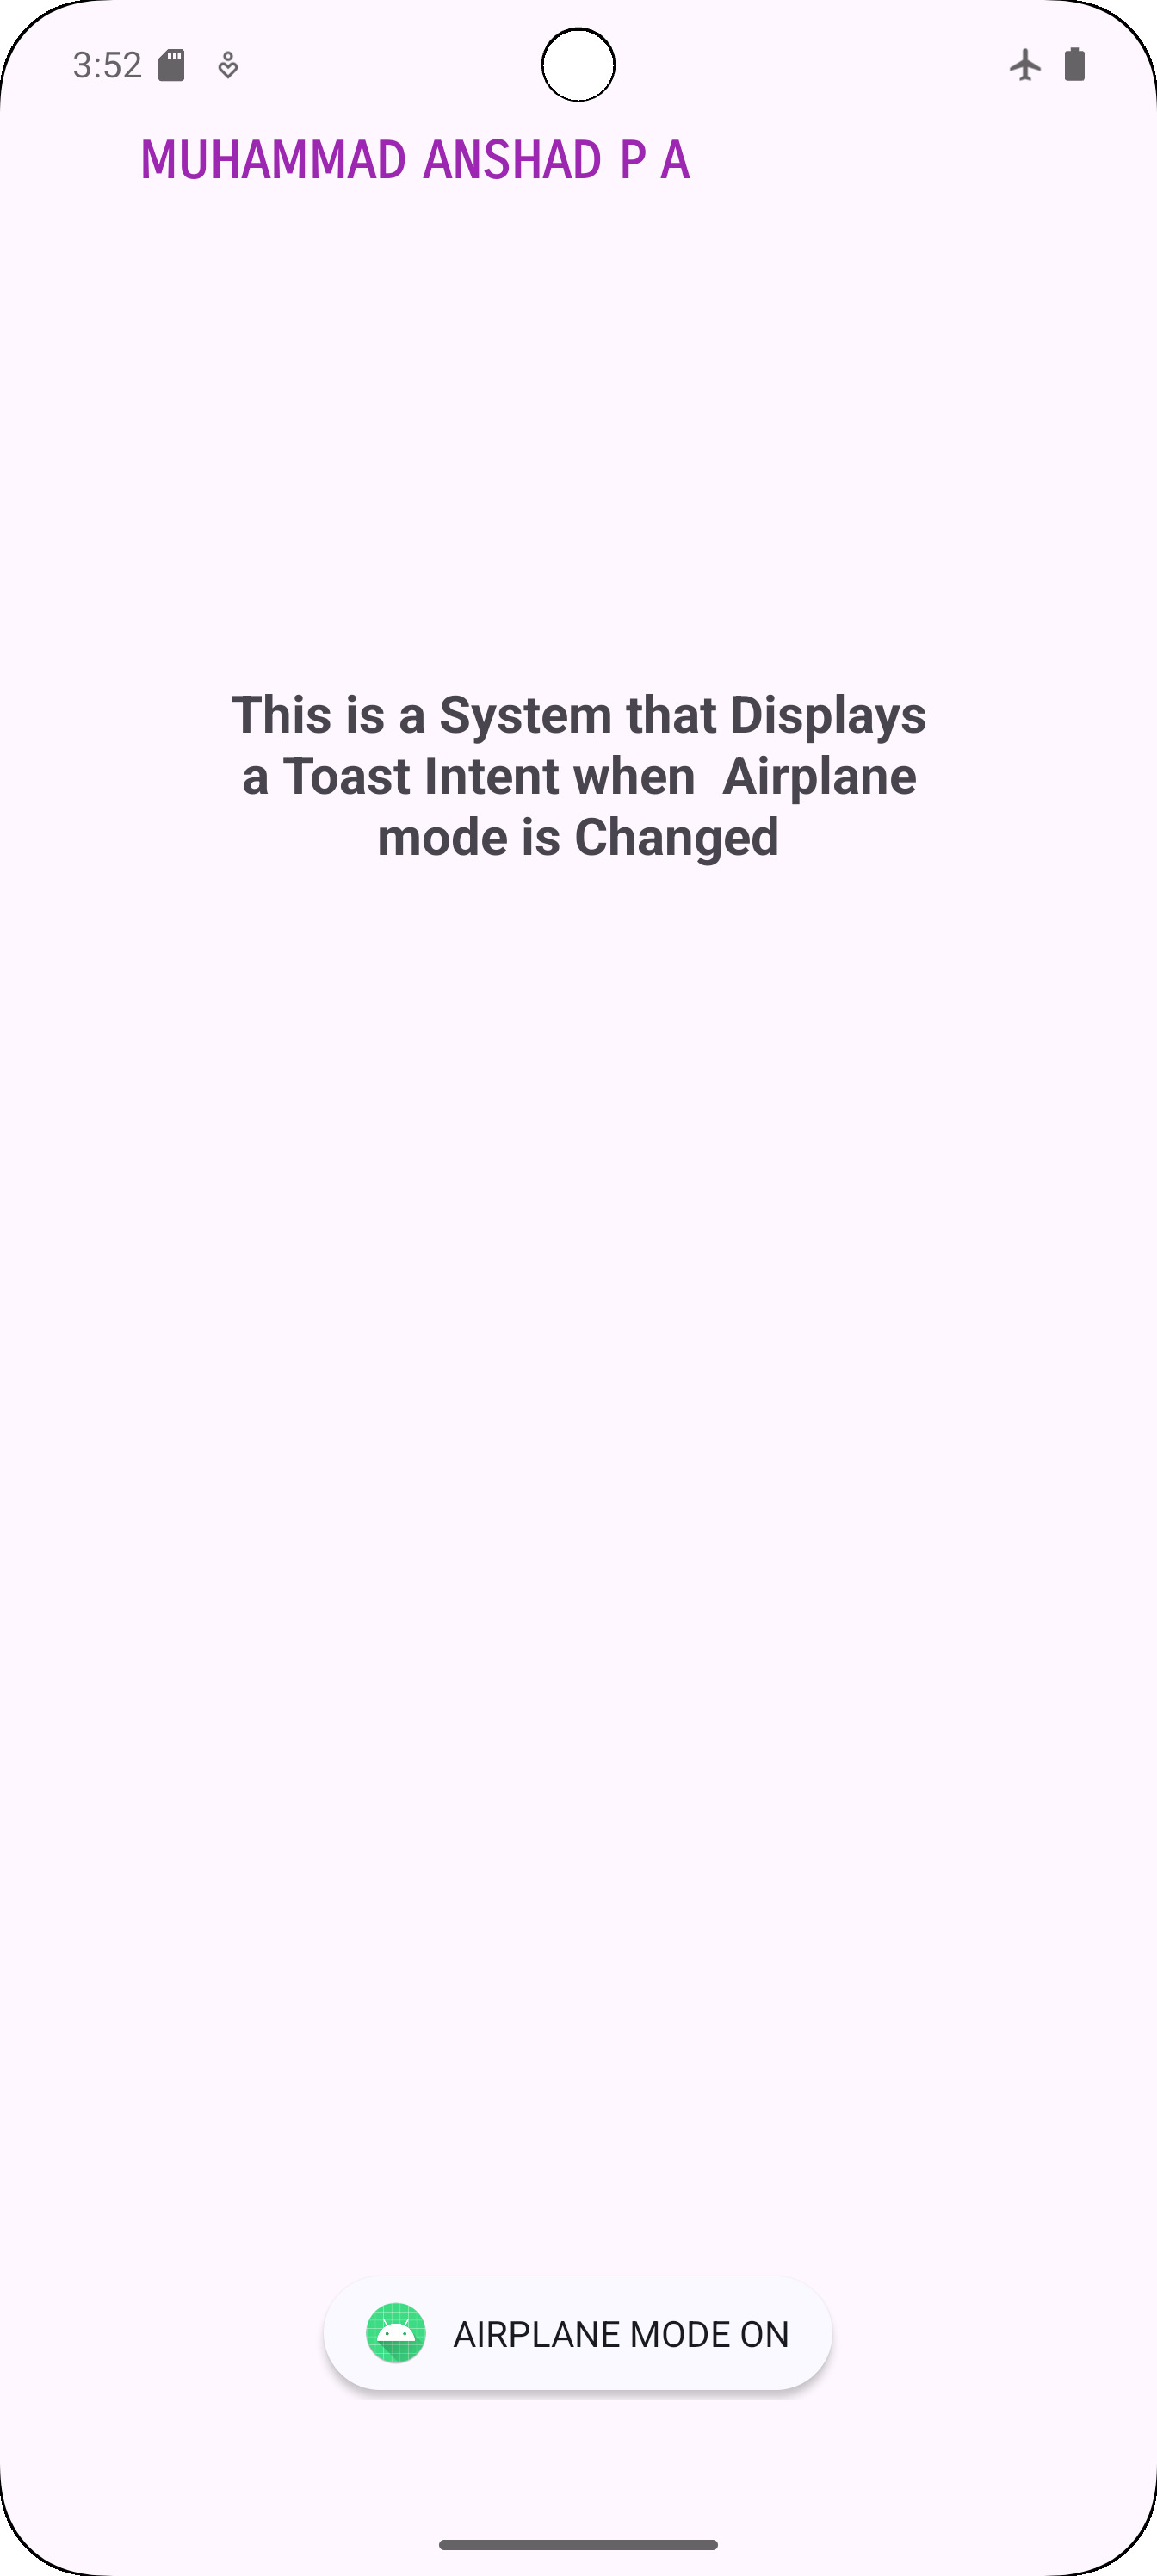 3:52
MUHAMMAD ANSHAD P A
This is a System that Displays
a Toast Intent when  Airplane
mode is Changed
AIRPLANE MODE ON